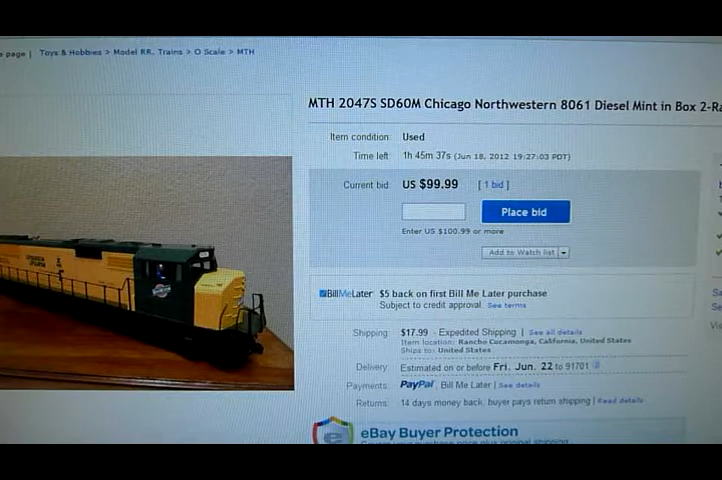 e page | Toys & Hobbies > Model RR, Trains > O Scale > MTH
MTH 2047S SD60M Chicago Northwestern 8061 Diesel Mint in Box 2-Ra
Item condition: Used
Time left: 1h 45m 37s (Jun 18, 2012 19:27:03 PDT)
Current bid: US $99.99 [ 1 bid ]
Place bid
Enter US $100.99 or more
Add to Watch list
BillMeLater $5 back on first Bill Me Later purchase
Subject to credit approval. See terms
Shipping: $17.99 - Expedited Shipping | See all details
Item location: Rancho Cucamonga, California, United States
Ships to: United States
Delivery: Estimated on or before Fri. Jun. 22 to 91701
Payments: PayPal, Bill Me Later | See details
Returns: 14 days money back, buyer pays return shipping | Read details
eBay Buyer Protection